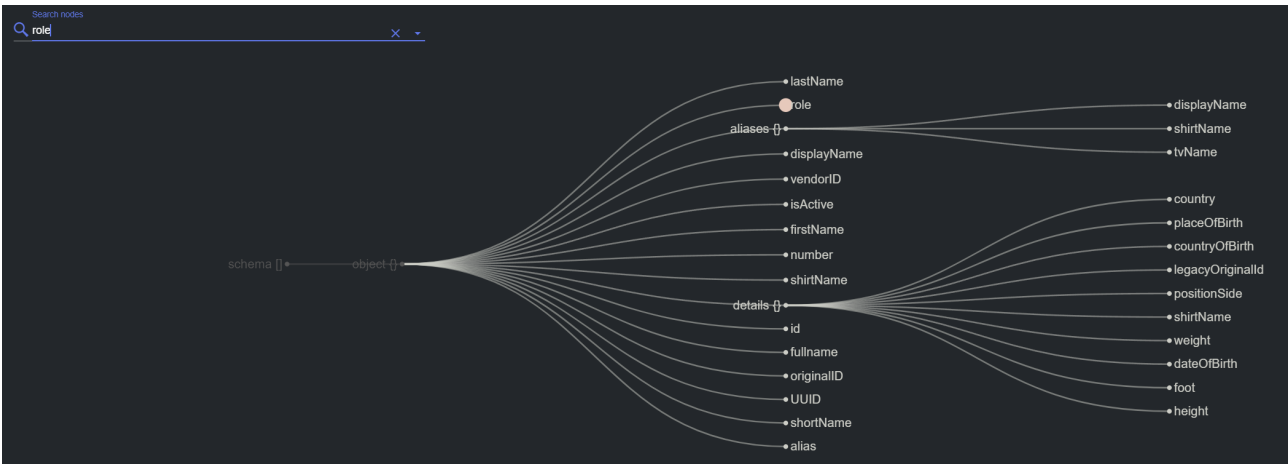 Search nodes
role
lastName
role
aliases {}
displayName
vendorID
isActive
firstName
number
shirtName
schema []
object {}
details {}
id
fullname
originalID
UUID
shortName
alias
displayName
shirtName
tvName
country
placeOfBirth
countryOfBirth
legacyOriginalId
positionSide
shirtName
weight
dateOfBirth
foot
height